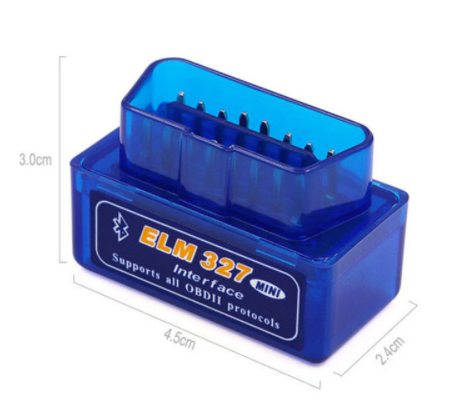 3.0cm
ELM 327
Interface MINI
Supports all OBDII protocols
4.5cm
2.4cm